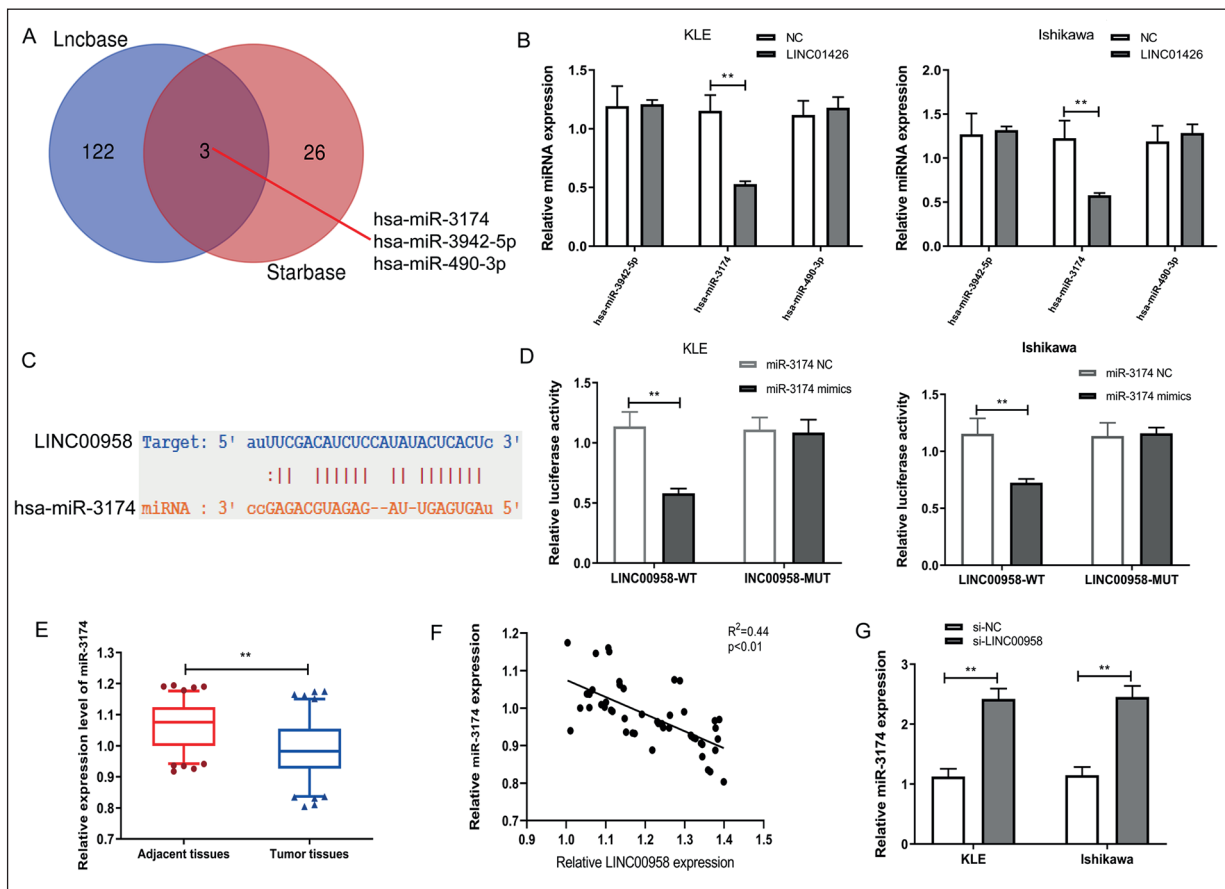 A
Lncbase
122
3
26
hsa-miR-3174
hsa-miR-3942-5p
hsa-miR-490-3p
Starbase
B
KLE
NC
LINC01426
Relative miRNA expression
1.5
1.0
0.5
0.0
**
hsa-miR-3942-5p
hsa-miR-3174
hsa-miR-490-3p
Ishikawa
NC
LINC01426
Relative miRNA expression
2.0
1.5
1.0
0.5
0.0
**
hsa-miR-3942-5p
hsa-miR-3174
hsa-miR-490-3p
C
LINC00958 Target: 5' auUUCGACAUCUCCAUAUACUCACUc 3'
:|| |||||| || |||||||
hsa-miR-3174 miRNA : 3' ccGAGACGUAGAG--AU-UGAGUGAu 5'
D
KLE
miR-3174 NC
miR-3174 mimics
Relative luciferase activity
1.5
1.0
0.5
0.0
**
LINC00958-WT
INC00958-MUT
Ishikawa
miR-3174 NC
miR-3174 mimics
Relative luciferase activity
1.5
1.0
0.5
0.0
**
LINC00958-WT
LINC00958-MUT
E
Relative expression level of miR-3174
1.3
1.2
1.1
1.0
0.9
0.8
0.7
**
Adjacent tissues
Tumor tissues
F
R²=0.44
p<0.01
Relative miR-3174 expression
1.2
1.1
1.0
0.9
0.8
0.7
0.9
1.0
1.1
1.2
1.3
1.4
1.5
Relative LINC00958 expression
G
si-NC
si-LINC00958
Relative miR-3174 expression
3
2
1
0
**
**
KLE
Ishikawa